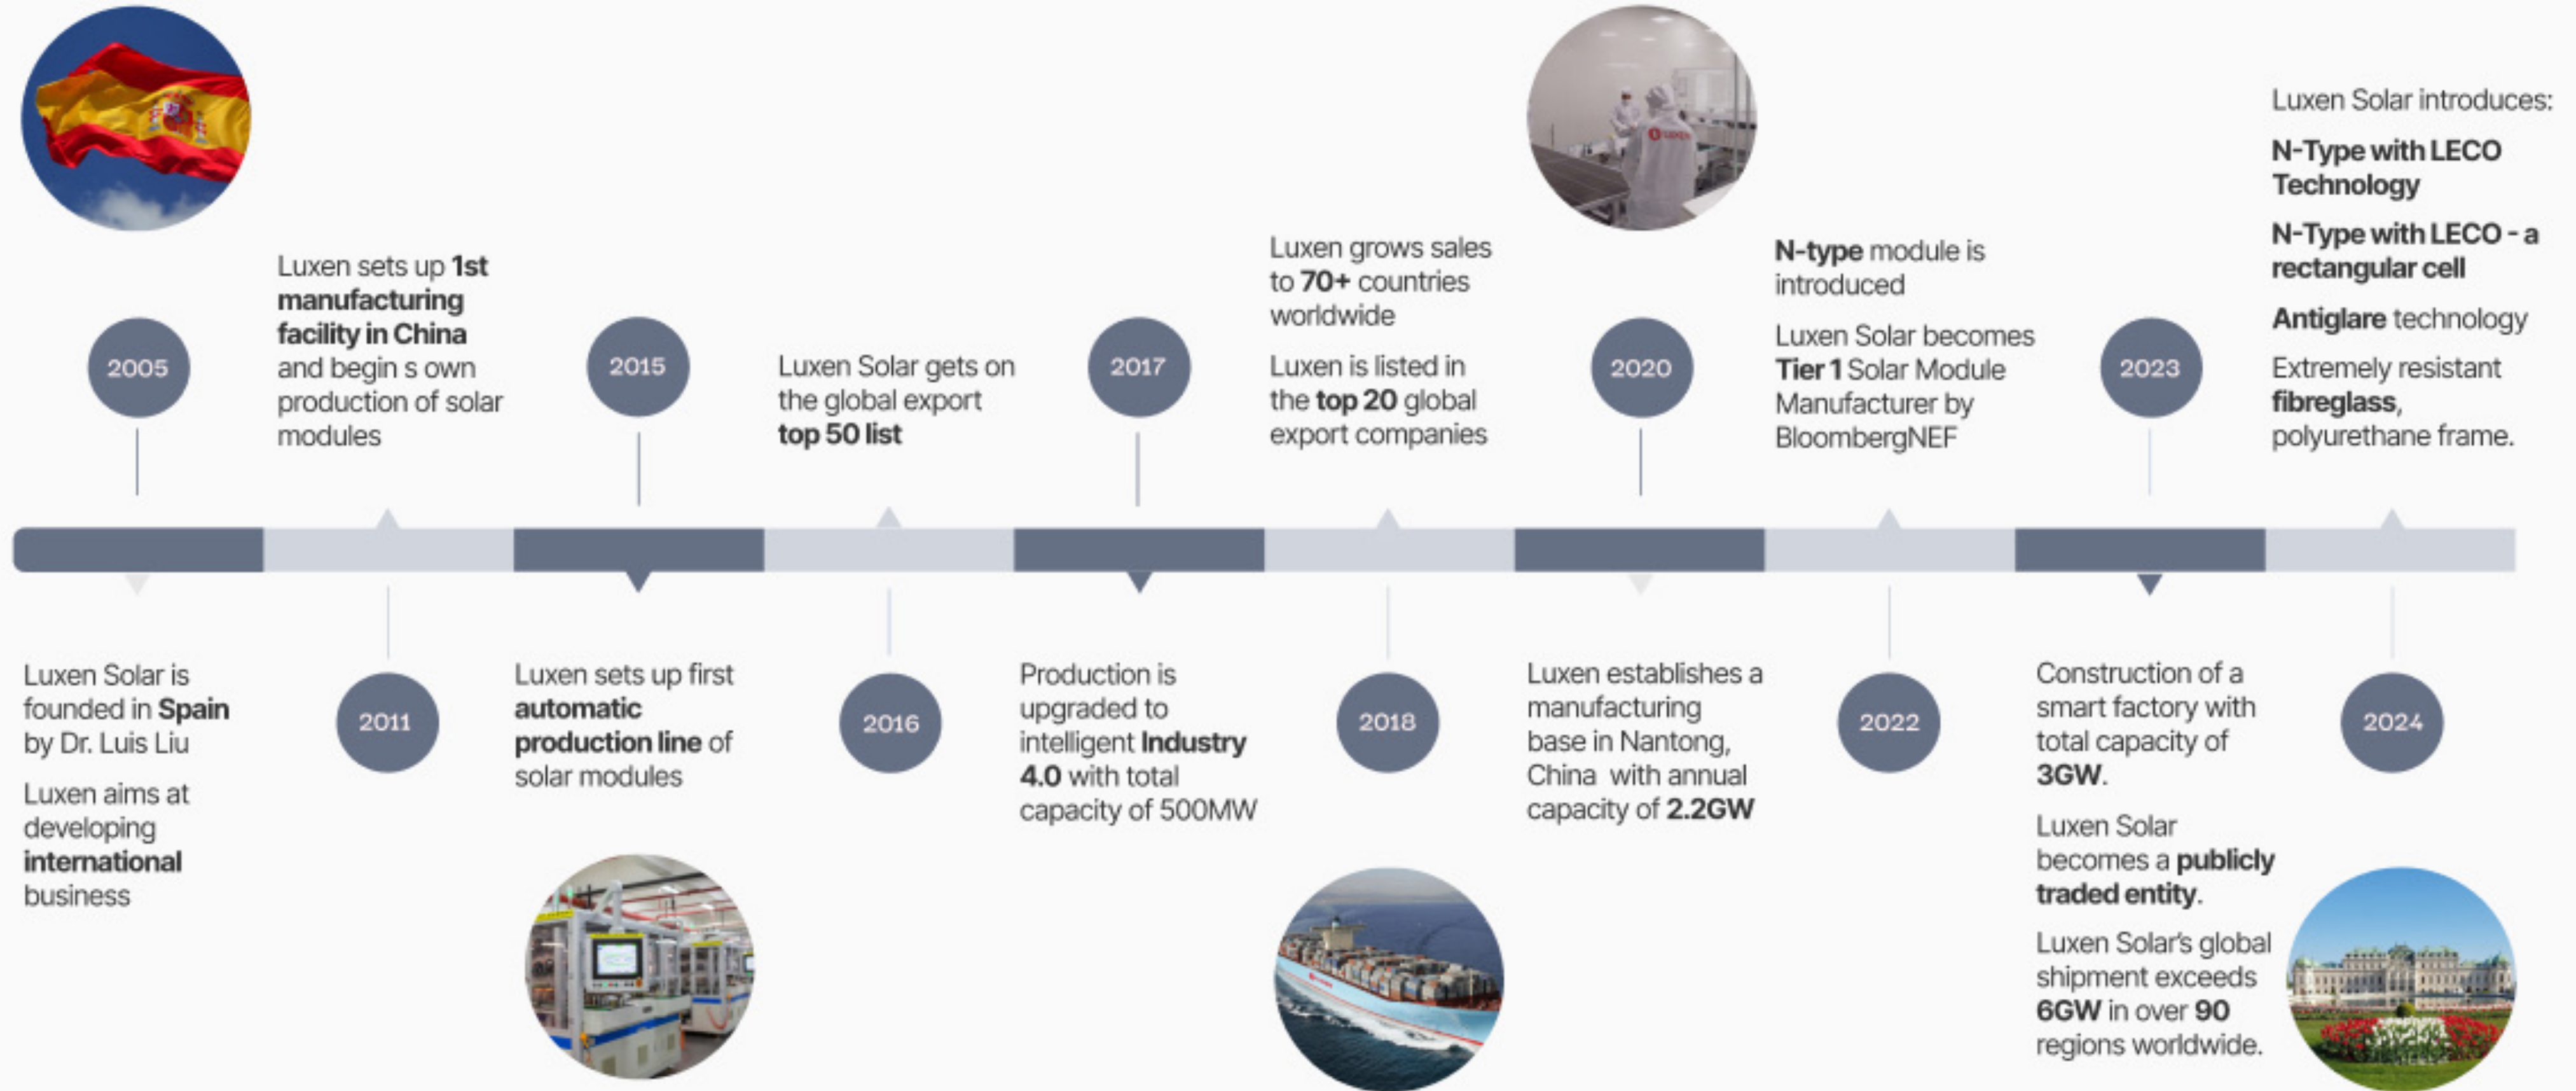 2005
Luxen Solar is
founded in Spain
by Dr. Luis Liu
Luxen aims at
developing
international
business
Luxen sets up 1st
manufacturing
facility in China
and begin s own
production of solar
modules
2011
2015
Luxen sets up first
automatic
production line of
solar modules
Luxen Solar gets on
the global export
top 50 list
2016
2017
Production is
upgraded to
intelligent Industry
4.0 with total
capacity of 500MW
Luxen grows sales
to 70+ countries
worldwide
Luxen is listed in
the top 20 global
export companies
2018
LUXEN
2020
Luxen establishes a
manufacturing
base in Nantong,
China with annual
capacity of 2.2GW
N-type module is
introduced
Luxen Solar becomes
Tier 1 Solar Module
Manufacturer by
BloombergNEF
2022
2023
Construction of a
smart factory with
total capacity of
3GW.
Luxen Solar
becomes a publicly
traded entity.
Luxen Solar's global
shipment exceeds
6GW in over 90
regions worldwide.
Luxen Solar introduces:
N-Type with LECO
Technology
N-Type with LECO - a
rectangular cell
Antiglare technology
Extremely resistant
fibreglass,
polyurethane frame.
2024